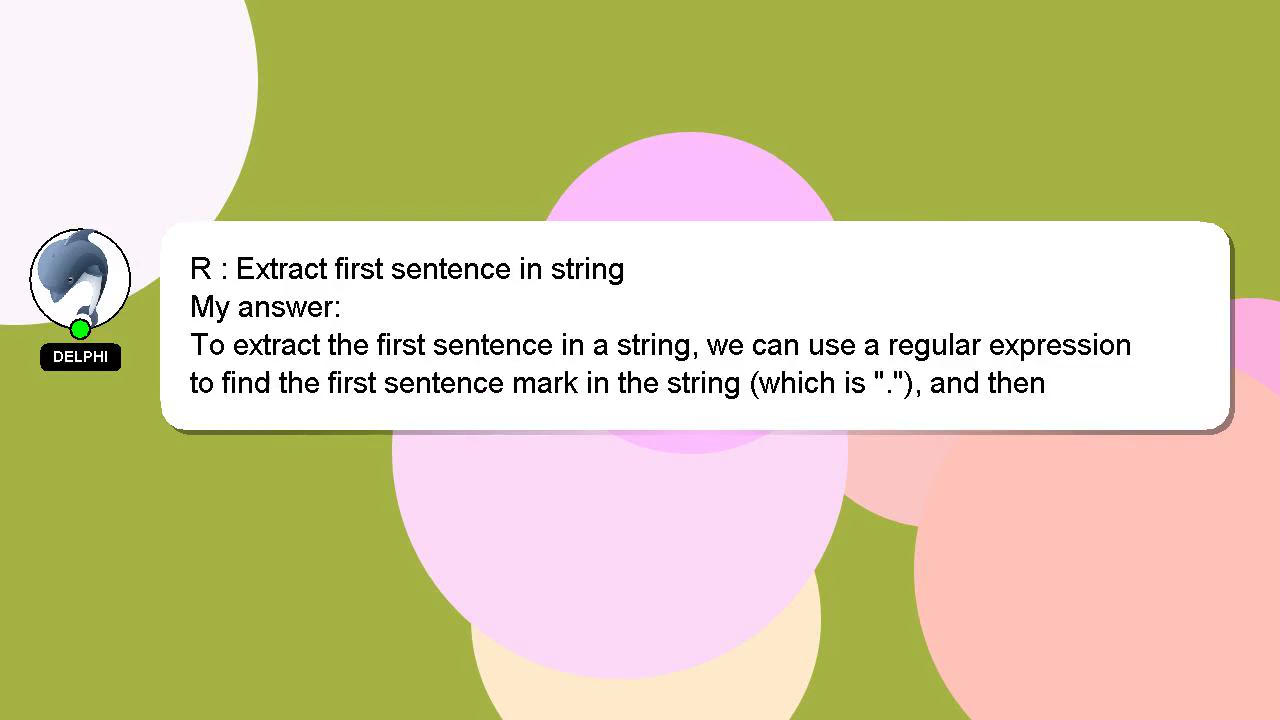 R : Extract first sentence in string
My answer:
To extract the first sentence in a string, we can use a regular expression
to find the first sentence mark in the string (which is "."), and then
DELPHI